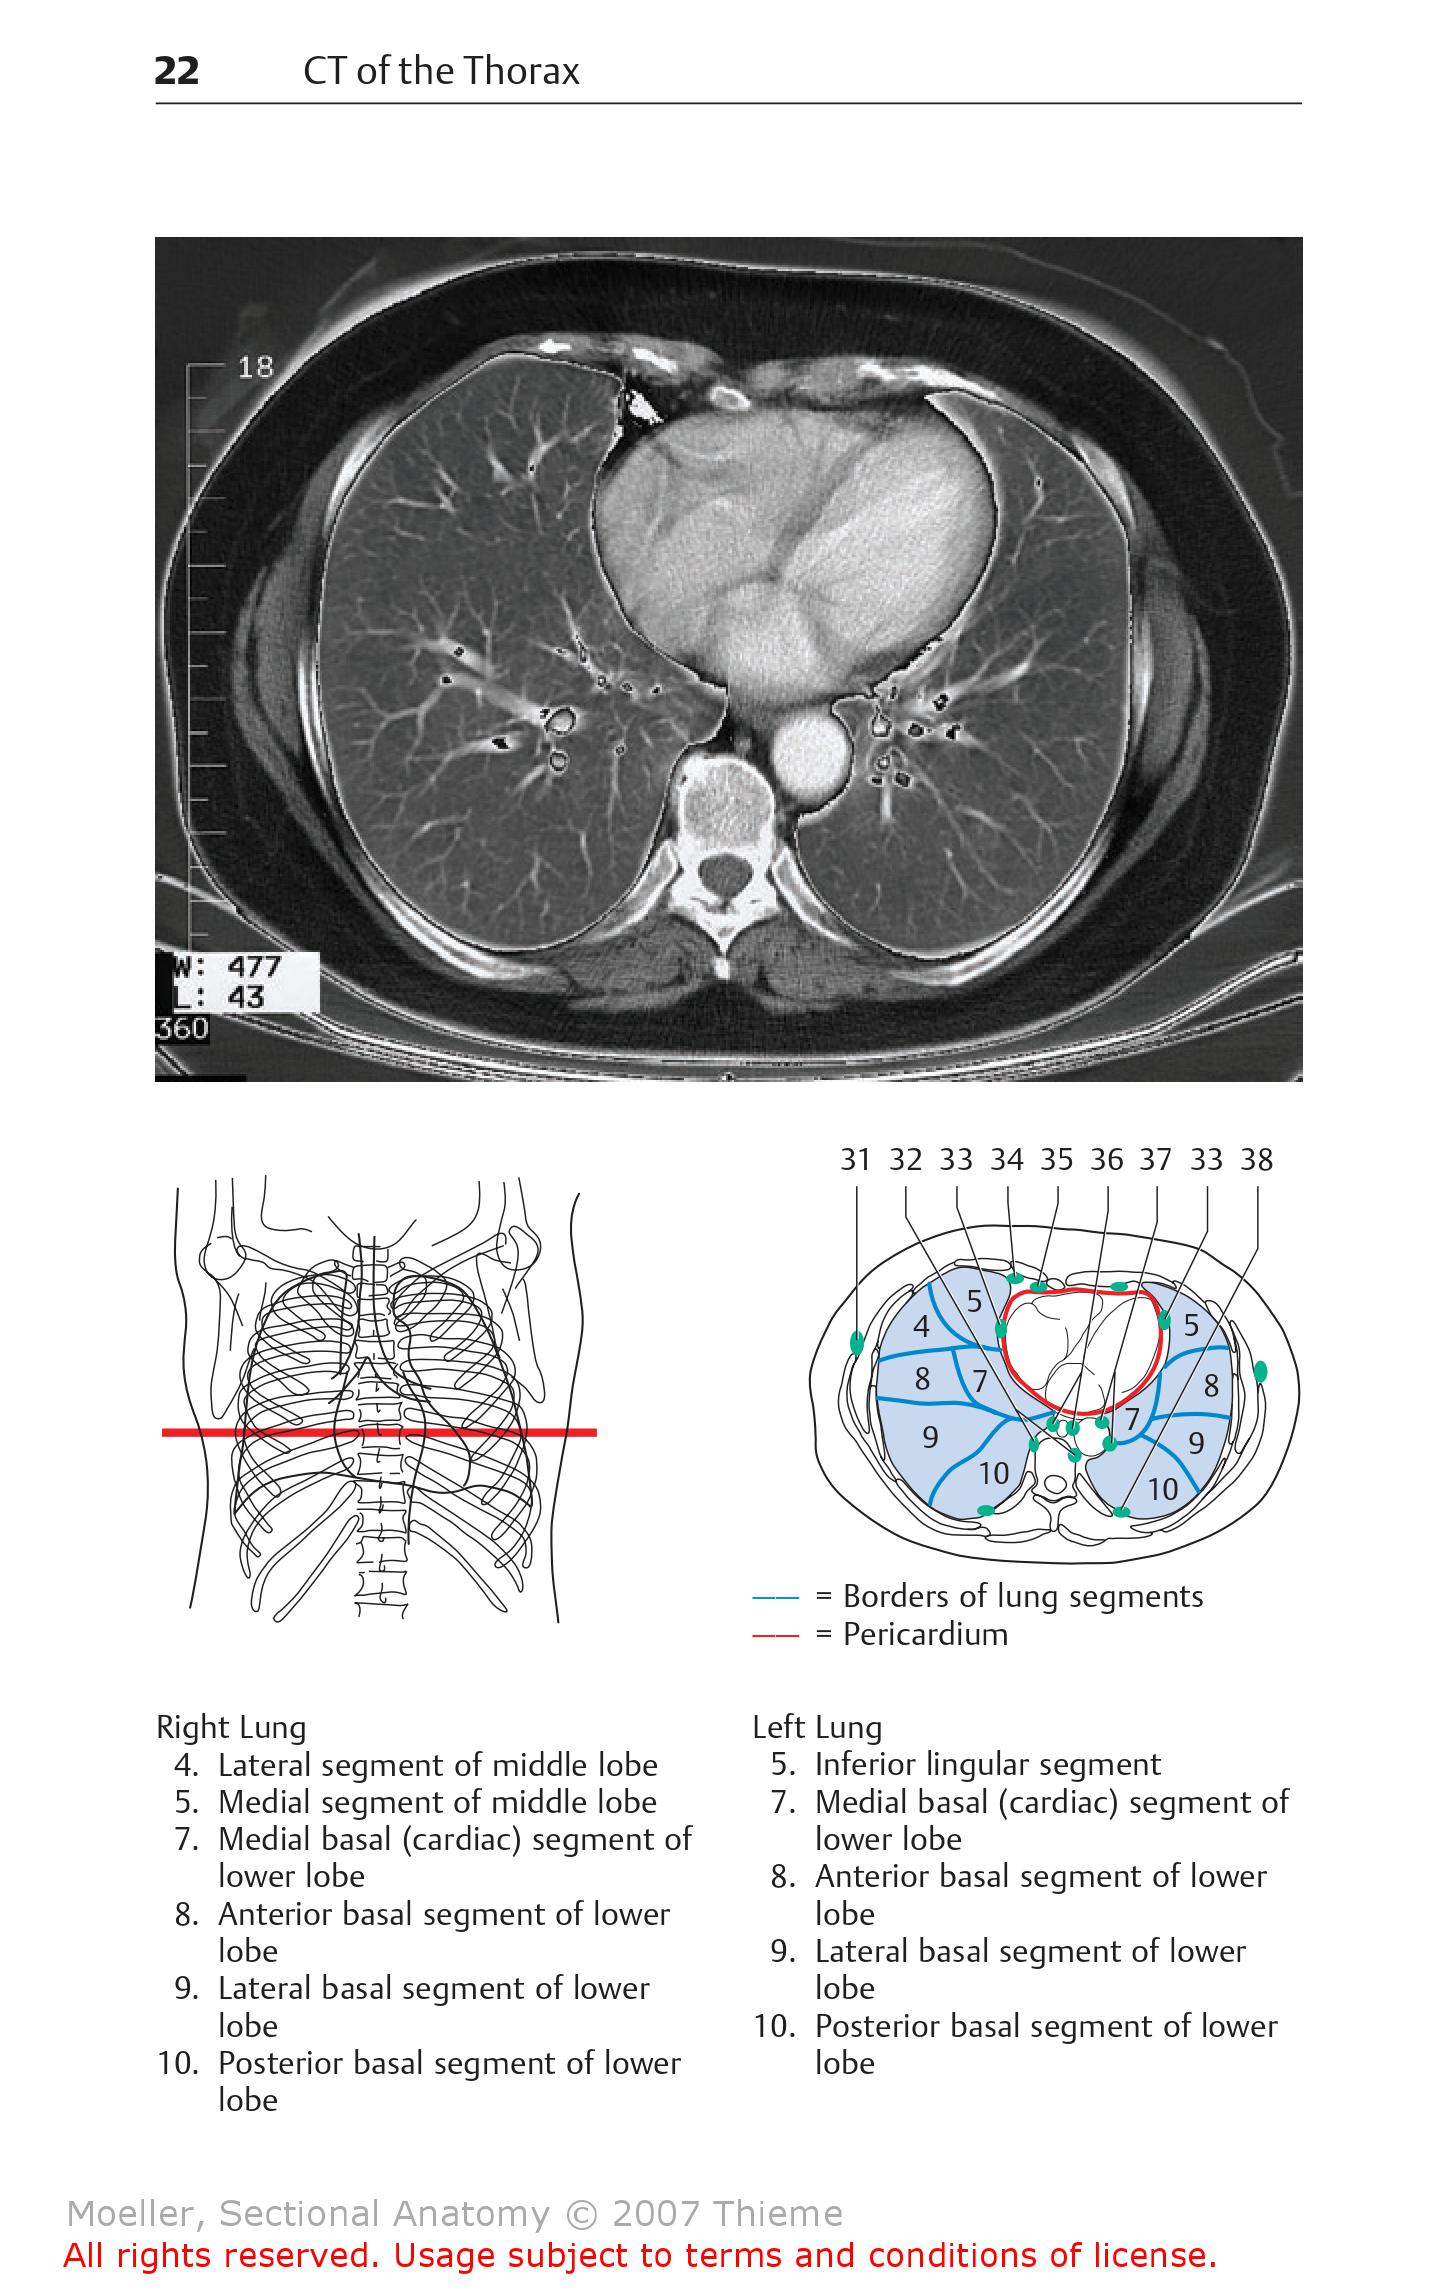 22 CT of the Thorax
18
W: 477
L: 43
360
31 32 33 34 35 36 37 33 38
5
4
5
8
7
8
7
9
9
10
10
= Borders of lung segments
= Pericardium
Right Lung
4. Lateral segment of middle lobe
5. Medial segment of middle lobe
7. Medial basal (cardiac) segment of
lower lobe
8. Anterior basal segment of lower
lobe
9. Lateral basal segment of lower
lobe
10. Posterior basal segment of lower
lobe
Left Lung
5. Inferior lingular segment
7. Medial basal (cardiac) segment of
lower lobe
8. Anterior basal segment of lower
lobe
9. Lateral basal segment of lower
lobe
10. Posterior basal segment of lower
lobe
Moeller, Sectional Anatomy © 2007 Thieme
All rights reserved. Usage subject to terms and conditions of license.